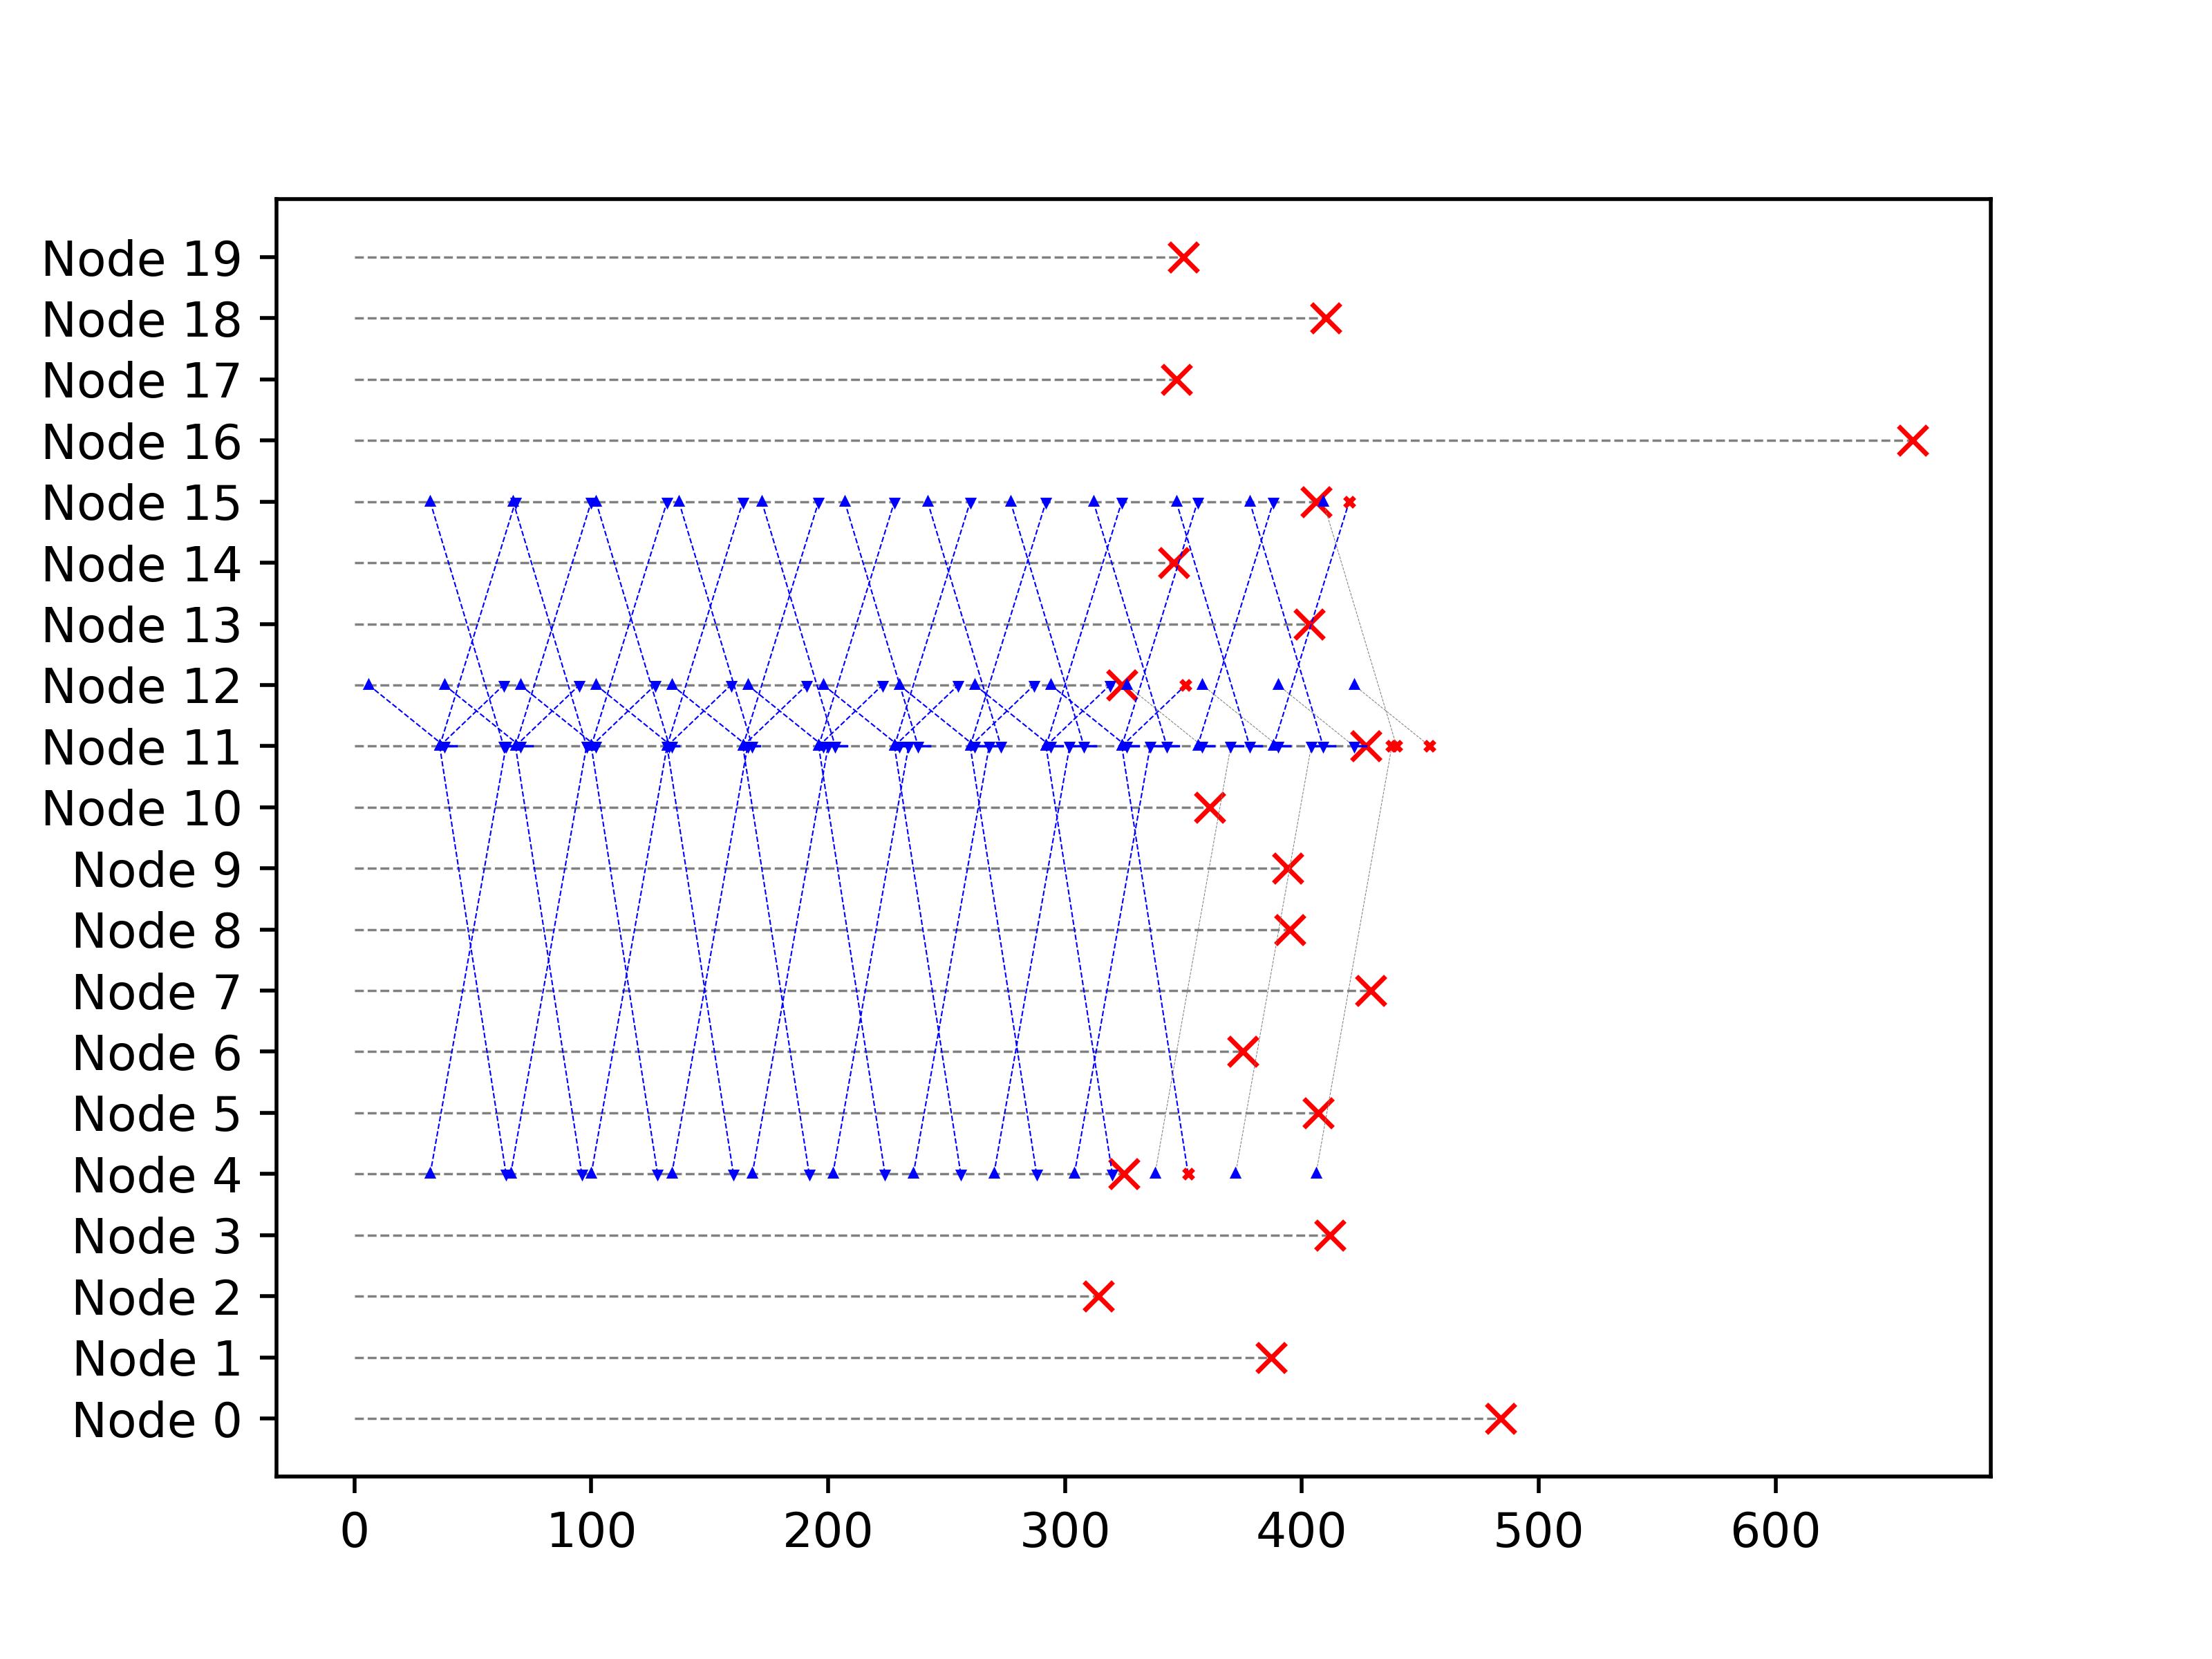 Node 19
Node 18
Node 17
Node 16
Node 15
Node 14
Node 13
Node 12
Node 11
Node 10
Node 9
Node 8
Node 7
Node 6
Node 5
Node 4
Node 3
Node 2
Node 1
Node 0
0 100 200 300 400 500 600